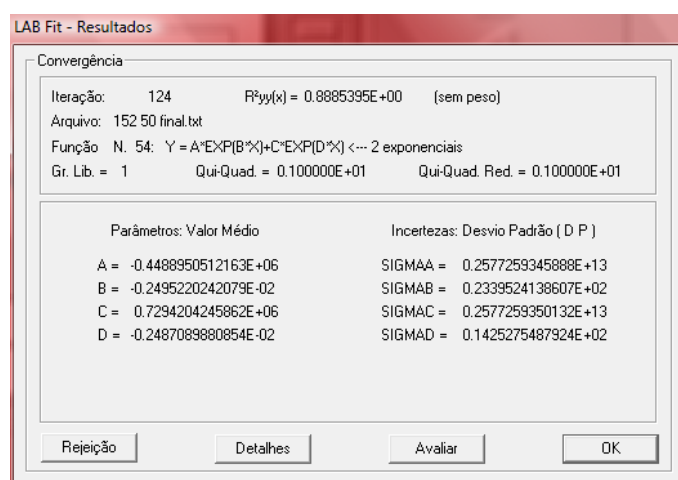 LAB Fit - Resultados
Convergência
Iteração: 124 R²yy(x) = 0.8885395E+00 (sem peso)
Arquivo: 152 50 final.txt
Função N. 54: Y = A*EXP(B*X)+C*EXP(D*X) <--- 2 exponenciais
Gr. Lib. = 1 Qui-Quad. = 0.100000E+01 Qui-Quad. Red. = 0.100000E+01
Parâmetros: Valor Médio Incertezas: Desvio Padrão ( D P )
A = -0.4488950512163E+06 SIGMAA = 0.2577259345888E+13
B = -0.2495220242079E-02 SIGMAB = 0.2339524138607E+02
C = 0.7294204245862E+06 SIGMAC = 0.2577259350132E+13
D = -0.2487089880854E-02 SIGMAD = 0.1425275487924E+02
Rejeição Detalhes Avaliar OK